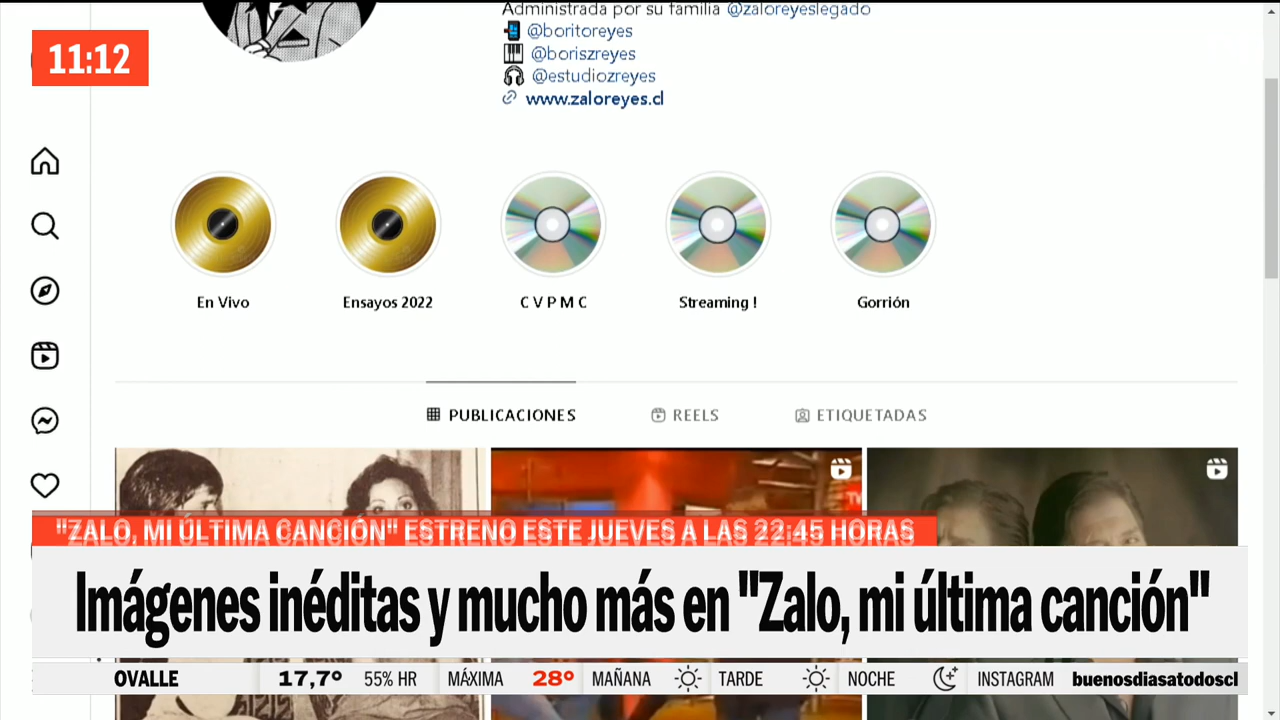 Administrada por su familia @zaloreyeslegado
@boritoreyes
@boriszreyes
@estudiozreyes
www.zaloreyes.cl
11:12
En Vivo
Ensayos 2022
C V P M C
Streaming !
Gorrión
PUBLICACIONES
REELS
ETIQUETADAS
"ZALO, MI ÚLTIMA CANCIÓN" ESTRENO ESTE JUEVES A LAS 22:45 HORAS
Imágenes inéditas y mucho más en "Zalo, mi última canción"
OVALLE 17,7º 55% HR MÁXIMA 28º MAÑANA TARDE NOCHE INSTAGRAM buenosdiasatodoscl